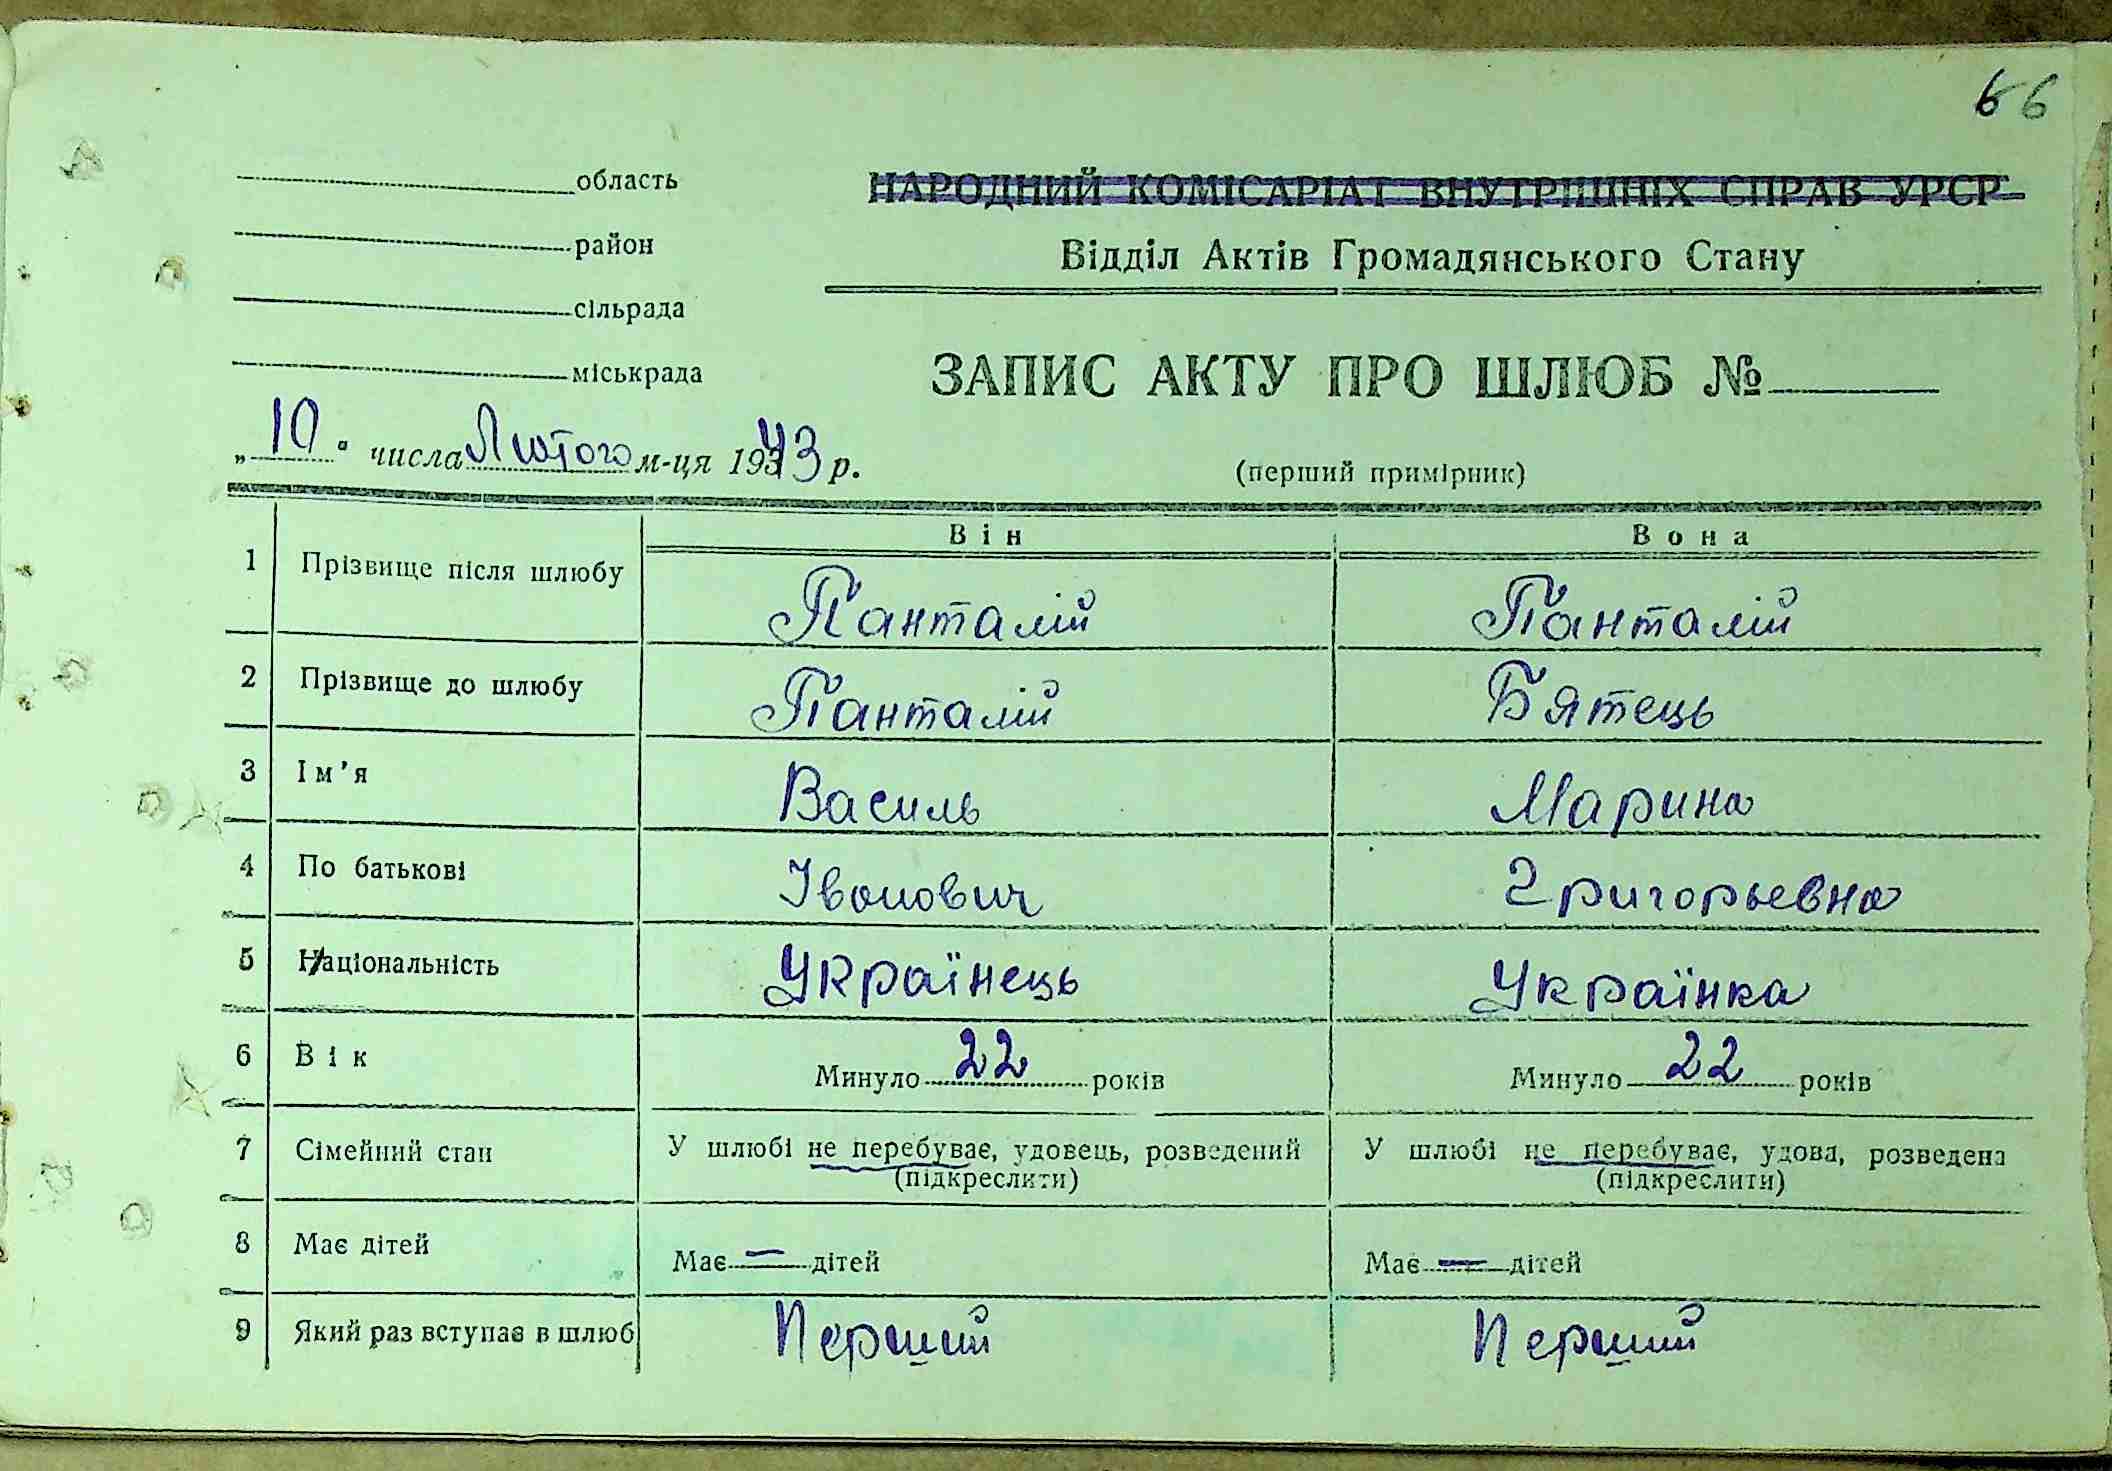 66
область
НАРОДНИЙ КОМІСАРІАТ ВНУТРІШНІХ СПРАВ УРСР
район
Відділ Актів Громадянського Стану
сільрада
міськрада
ЗАПИС АКТУ ПРО ШЛЮБ №
„10" числа Лютого м-ця 1943 р.
(перший примірник)
Він Вона
1 Прізвище після шлюбу Панталій Панталій
2 Прізвище до шлюбу Панталій Бятець
3 Ім'я Василь Марина
4 По батькові Іванович Григорьевна
5 Національність Українець Українка
6 Вік Минуло 22 років Минуло 22 років
7 Сімейний стан У шлюбі не перебуває, удовець, розведений У шлюбі не перебуває, удова, розведена
(підкреслити) (підкреслити)
8 Має дітей Має — дітей Має — дітей
9 Який раз вступає в шлюб Перший Перший